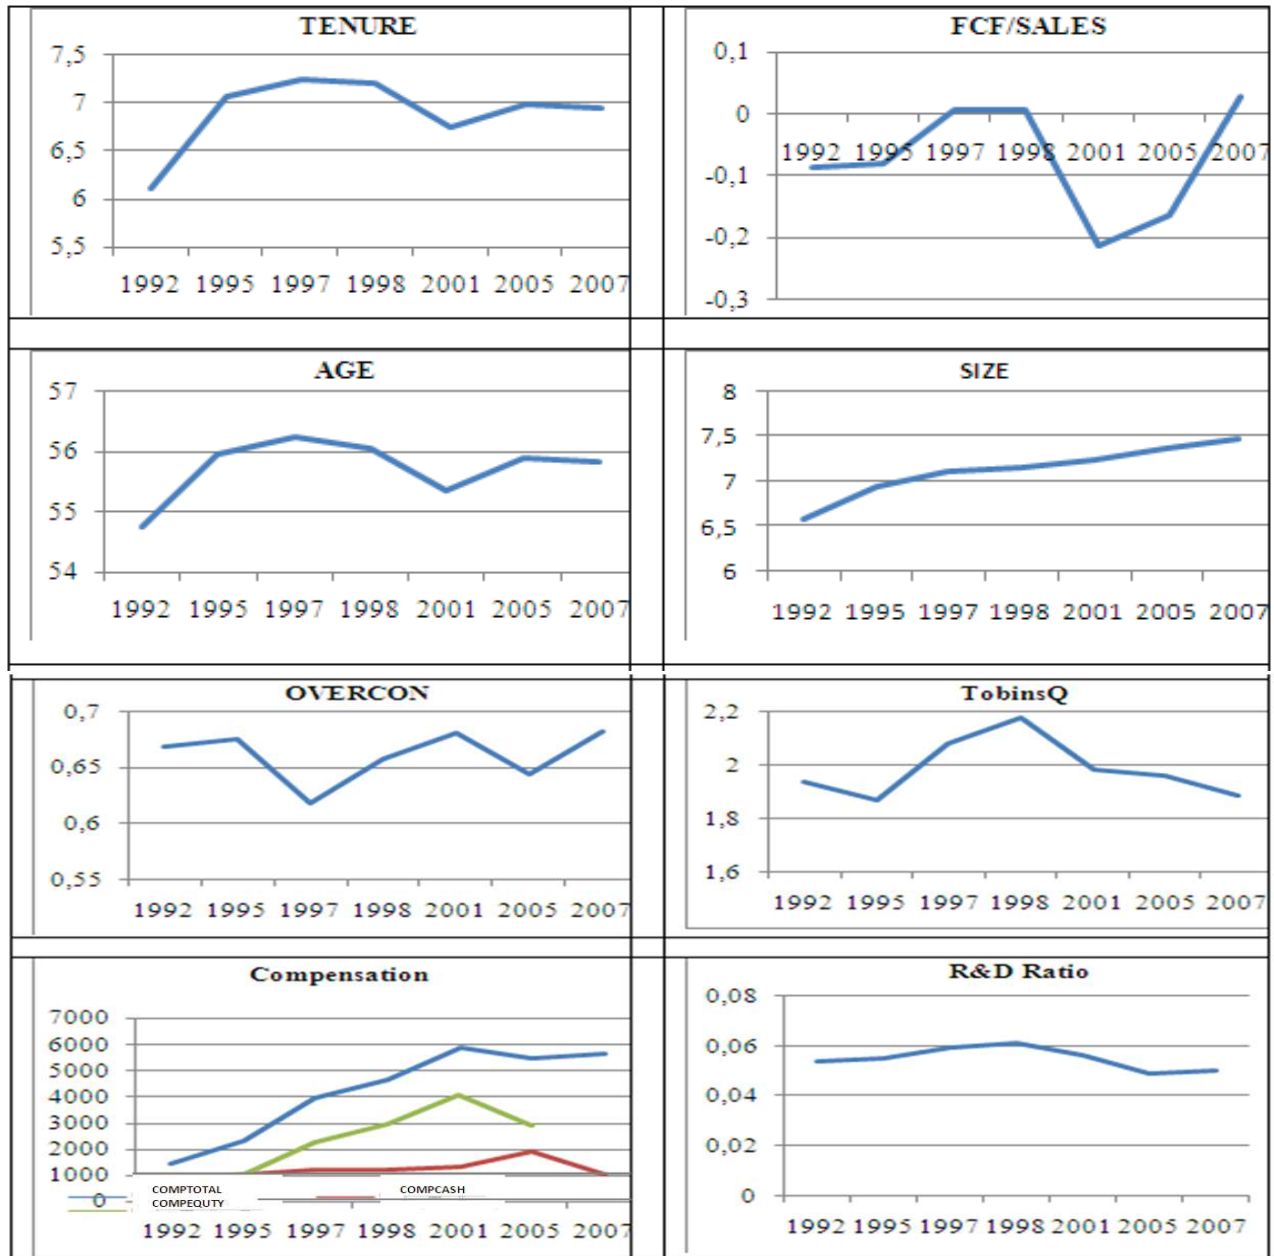 TENURE
7,5
7
6,5
6
5,5
1992 1995 1997 1998 2001 2005 2007
FCF/SALES
0,1
0
1992 1995 1997 1998 2001 2005 2007
-0,1
-0,2
-0,3
AGE
57
56
55
54
1992 1995 1997 1998 2001 2005 2007
SIZE
8
7,5
7
6,5
6
1992 1995 1997 1998 2001 2005 2007
OVERCON
0,7
0,65
0,6
0,55
1992 1995 1997 1998 2001 2005 2007
TobinsQ
2,2
2
1,8
1,6
1992 1995 1997 1998 2001 2005 2007
Compensation
7000
6000
5000
4000
3000
2000
1000
0
COMPTOTAL COMPCASH
COMPEQUTY
1992 1995 1997 1998 2001 2005 2007
R&D Ratio
0,08
0,06
0,04
0,02
0
1992 1995 1997 1998 2001 2005 2007